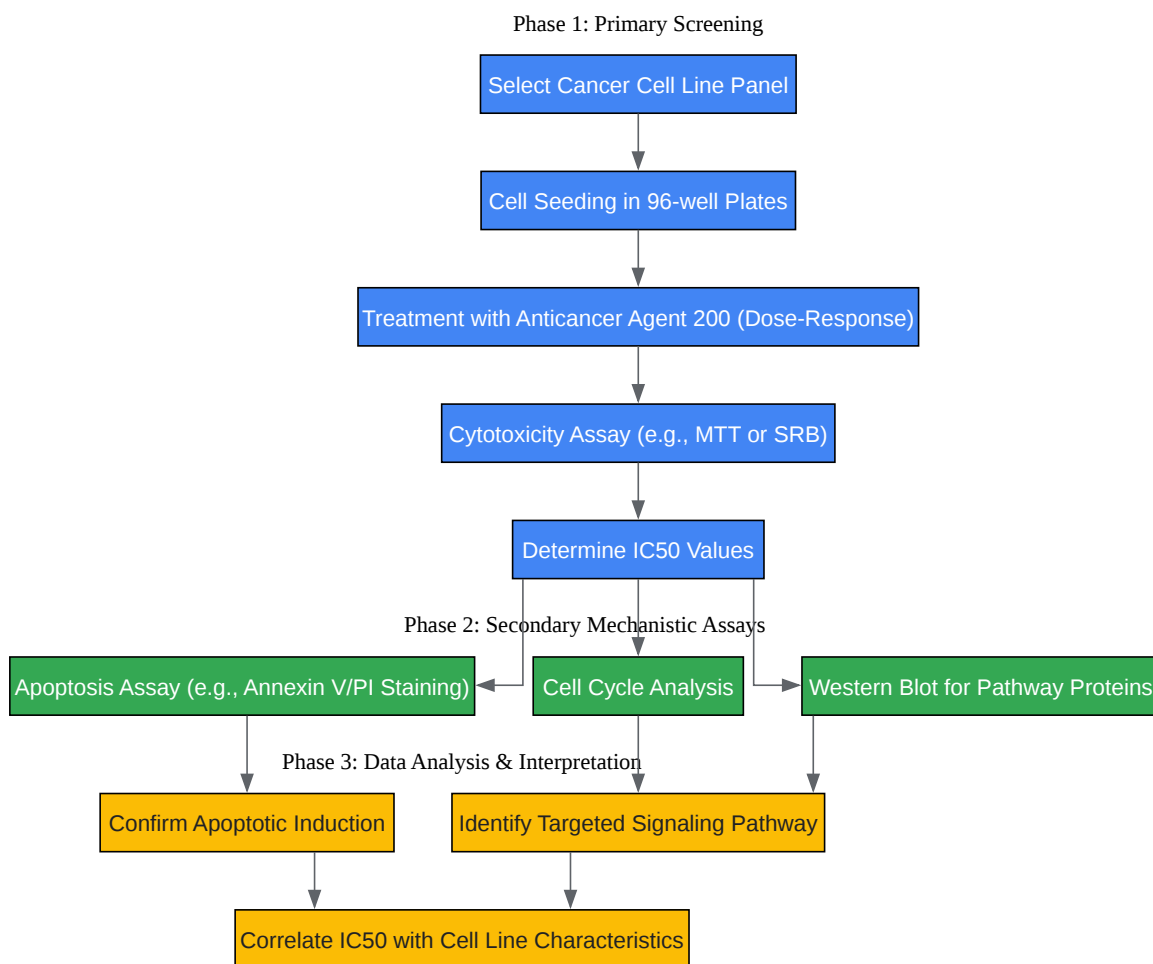 Phase 1: Primary Screening
Select Cancer Cell Line Panel
Cell Seeding in 96-well Plates
Treatment with Anticancer Agent 200 (Dose-Response)
Cytotoxicity Assay (e.g., MTT or SRB)
Determine IC50 Values
Phase 2: Secondary Mechanistic Assays
Apoptosis Assay (e.g., Annexin V/PI Staining)
Cell Cycle Analysis
Western Blot for Pathway Proteins
Phase 3: Data Analysis & Interpretation
Confirm Apoptotic Induction
Identify Targeted Signaling Pathway
Correlate IC50 with Cell Line Characteristics